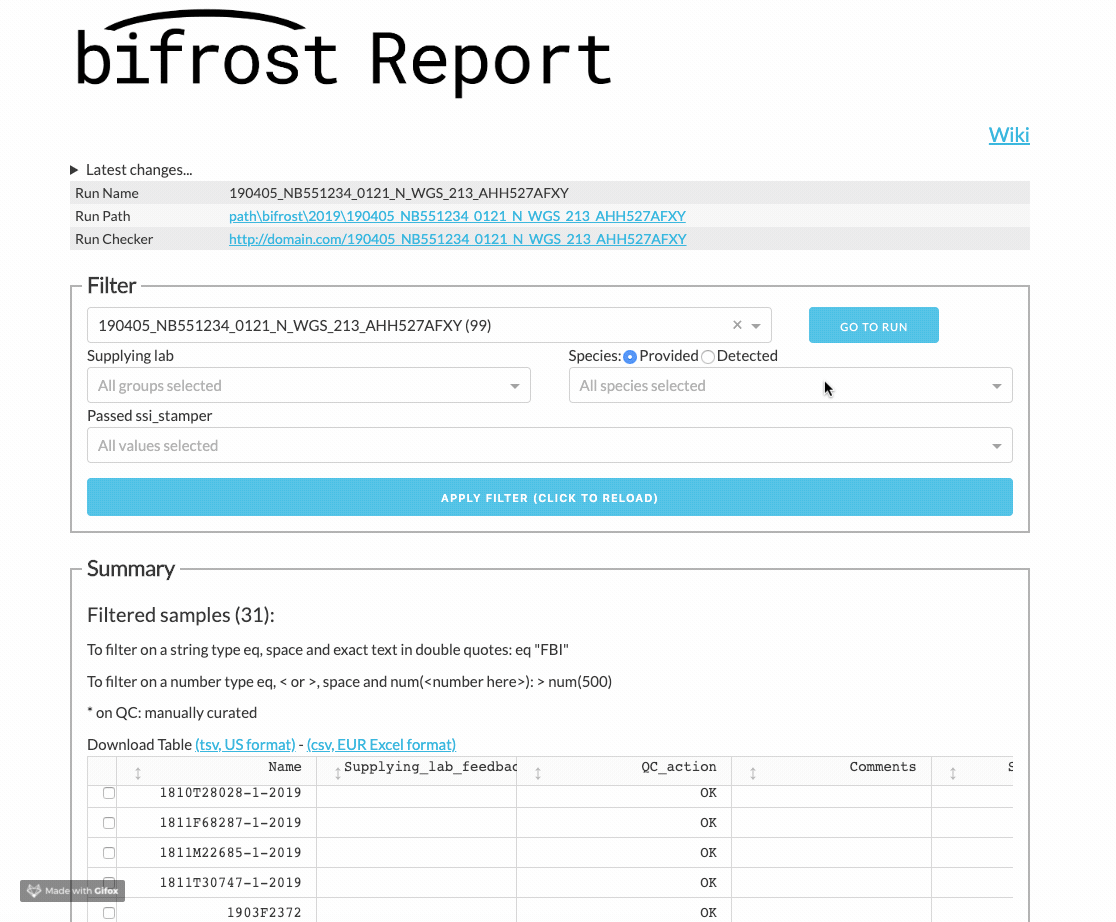 bifrost Report
Wiki
Latest changes...
Run Name 190405_NB551234_0121_N_WGS_213_AHH527AFXY
Run Path path\bifrost\2019\190405_NB551234_0121_N_WGS_213_AHH527AFXY
Run Checker http://domain.com/190405_NB551234_0121_N_WGS_213_AHH527AFXY
Filter
190405_NB551234_0121_N_WGS_213_AHH527AFXY (99) × GO TO RUN
Supplying lab Species: Provided Detected
All groups selected All species selected
Passed ssi_stamper
All values selected
APPLY FILTER (CLICK TO RELOAD)
Summary
Filtered samples (31):
To filter on a string type eq, space and exact text in double quotes: eq "FBI"
To filter on a number type eq, < or >, space and num(<number here>): > num(500)
* on QC: manually curated
Download Table (tsv, US format) - (csv, EUR Excel format)
Name Supplying_lab_feedbac QC_action Comments S
1810T28028-1-2019 OK
1811F68287-1-2019 OK
1811M22685-1-2019 OK
1811T30747-1-2019 OK
1903F2372 OK
Made with Gifox